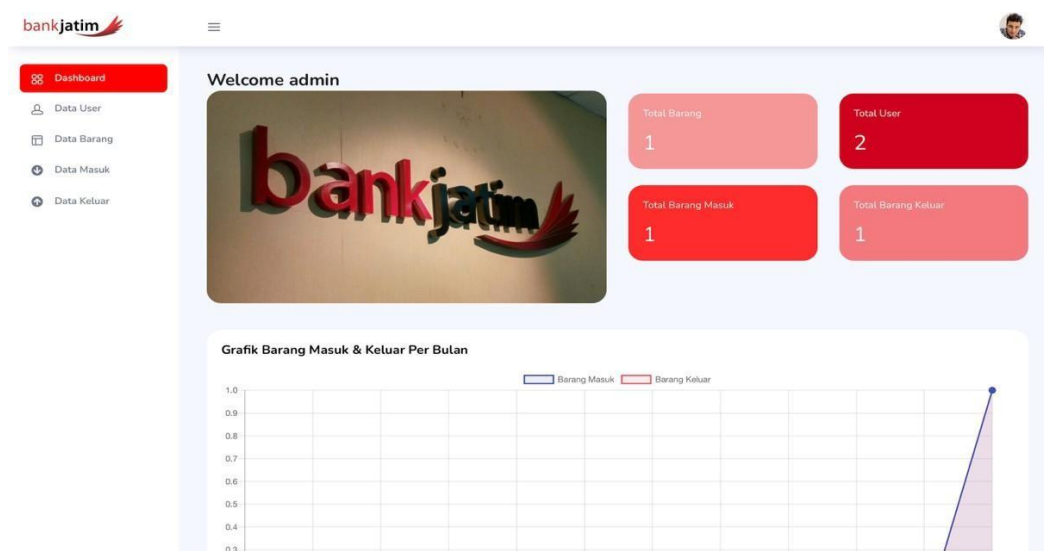 bankjatim
Dashboard
Data User
Data Barang
Data Masuk
Data Keluar
Welcome admin
bankjatim
Total Barang
1
Total User
2
Total Barang Masuk
1
Total Barang Keluar
1
Grafik Barang Masuk & Keluar Per Bulan
Barang Masuk Barang Keluar
1.0
0.9
0.8
0.7
0.6
0.5
0.4
0.3